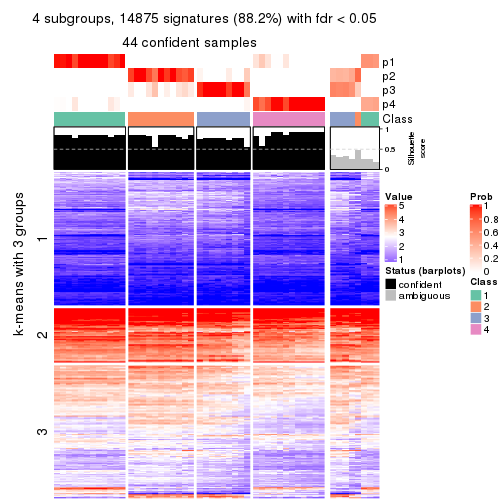 4 subgroups, 14875 signatures (88.2%) with fdr < 0.05
44 confident samples
p1
p2
p3
p4
Class
1
0.5
0
Silhouette
score
k-means with 3 groups
1
2
3
Value
5
4
3
2
1
Status (barplots)
confident
ambiguous
Prob
1
0.8
0.6
0.4
0.2
0
Class
1
2
3
4